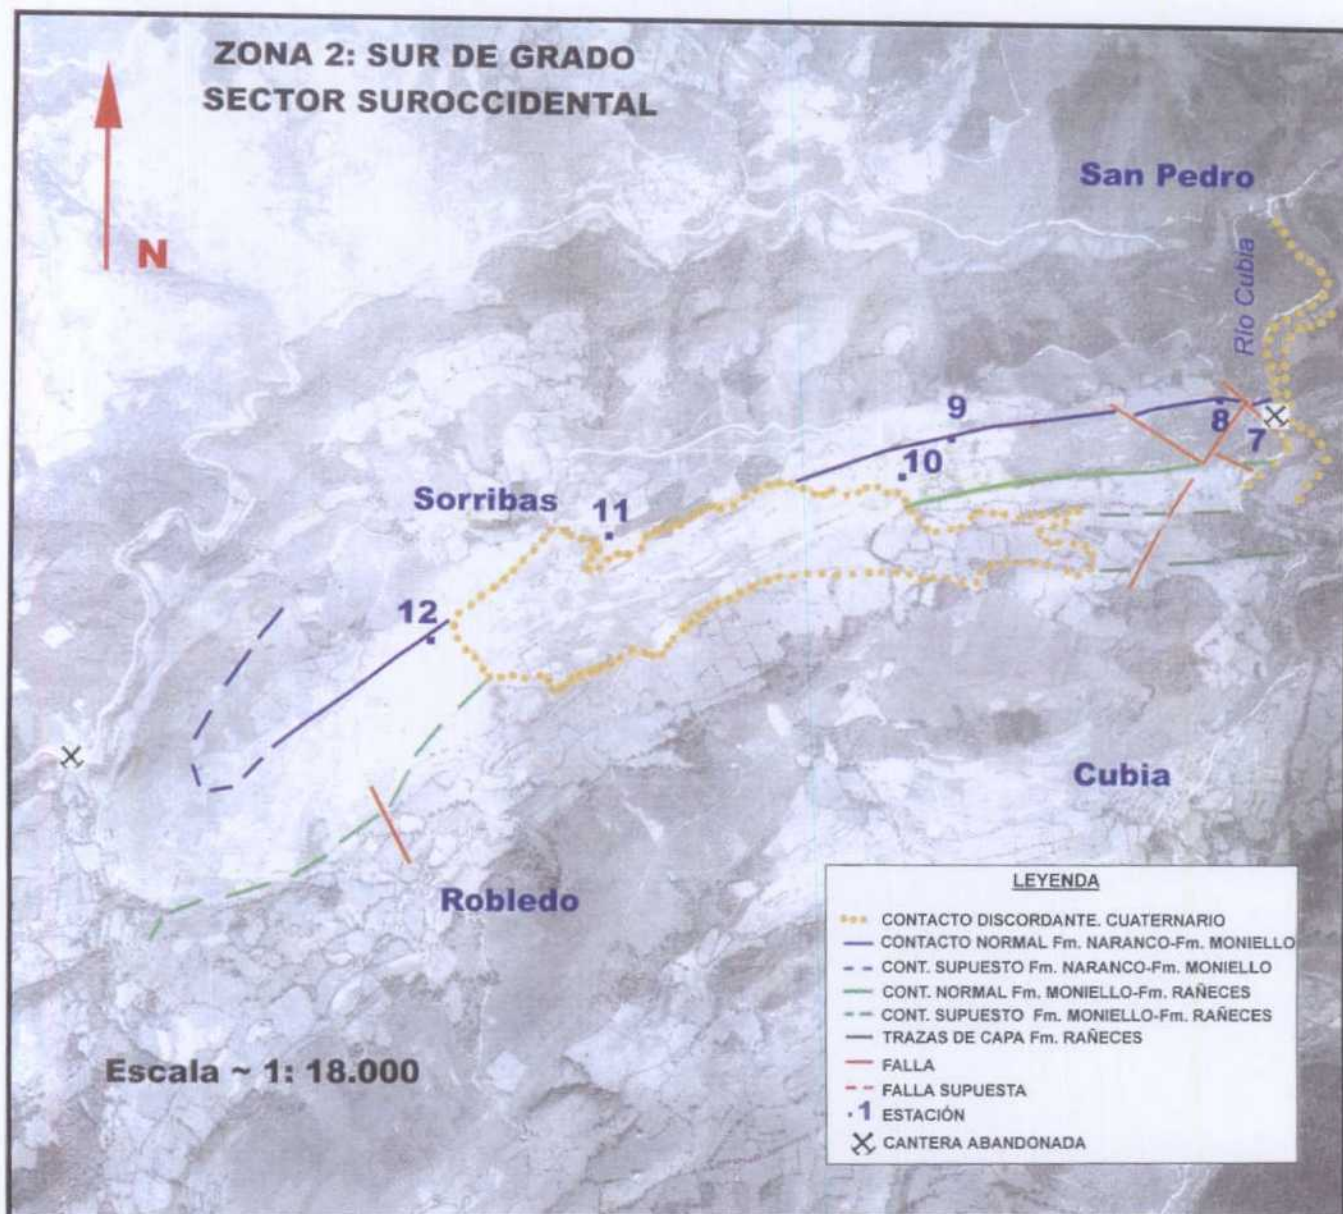 ZONA 2: SUR DE GRADO
SECTOR SUROCCIDENTAL
N
San Pedro
Río Cubia
9
8
7
10
Sorribas
11
12
Cubia
Robledo
Escala ~ 1: 18.000
LEYENDA
CONTACTO DISCORDANTE. CUATERNARIO
CONTACTO NORMAL Fm. NARANCO-Fm. MONIELLO
CONT. SUPUESTO Fm. NARANCO-Fm. MONIELLO
CONT. NORMAL Fm. MONIELLO-Fm. RAÑECES
CONT. SUPUESTO Fm. MONIELLO-Fm. RAÑECES
TRAZAS DE CAPA Fm. RAÑECES
FALLA
FALLA SUPUESTA
1 ESTACIÓN
CANTERA ABANDONADA